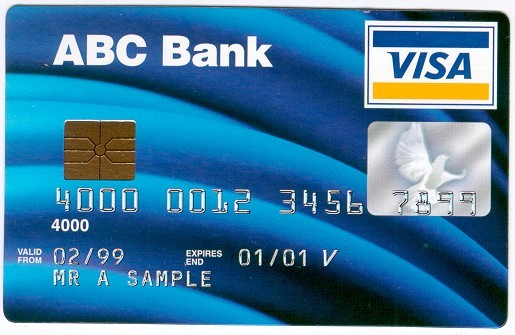 ABC Bank
VISA
4000 0012 3456 7899
4000
VALID FROM 02/99 EXPIRES END 01/01 V
MR A SAMPLE